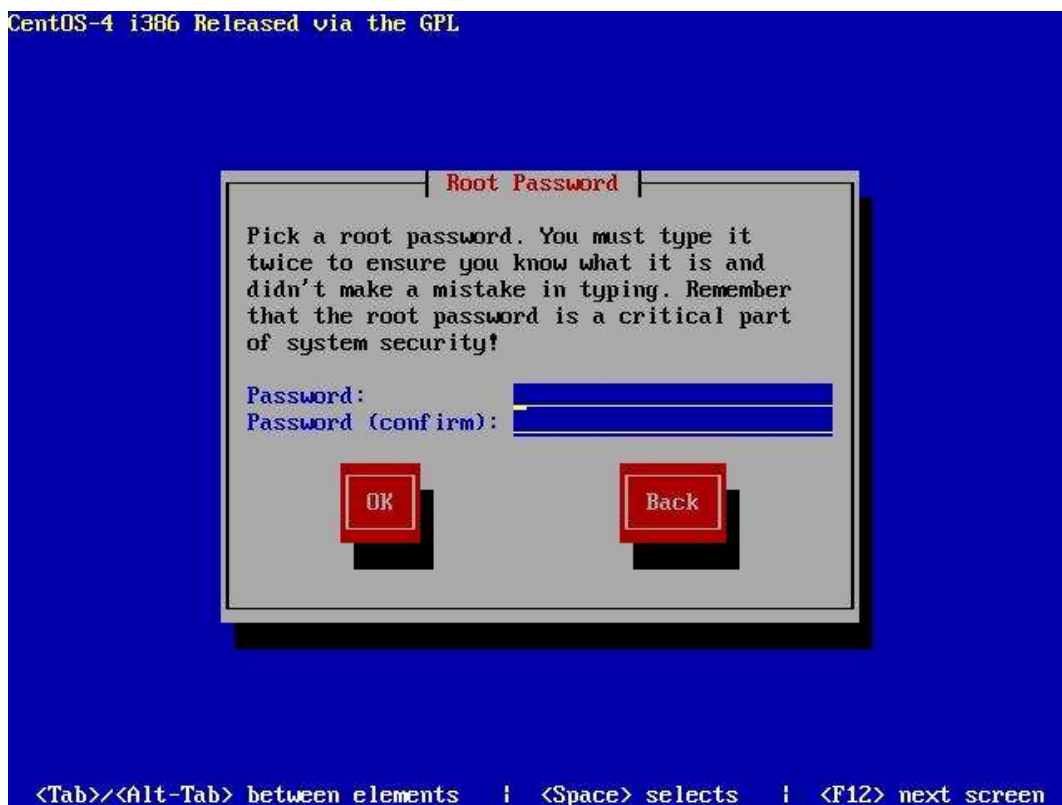 CentOS-4 i386 Released via the GPL
Root Password
Pick a root password. You must type it
twice to ensure you know what it is and
didn't make a mistake in typing. Remember
that the root password is a critical part
of system security!
Password:
Password (confirm):
OK Back
<Tab>/<Alt-Tab> between elements | <Space> selects | <F12> next screen